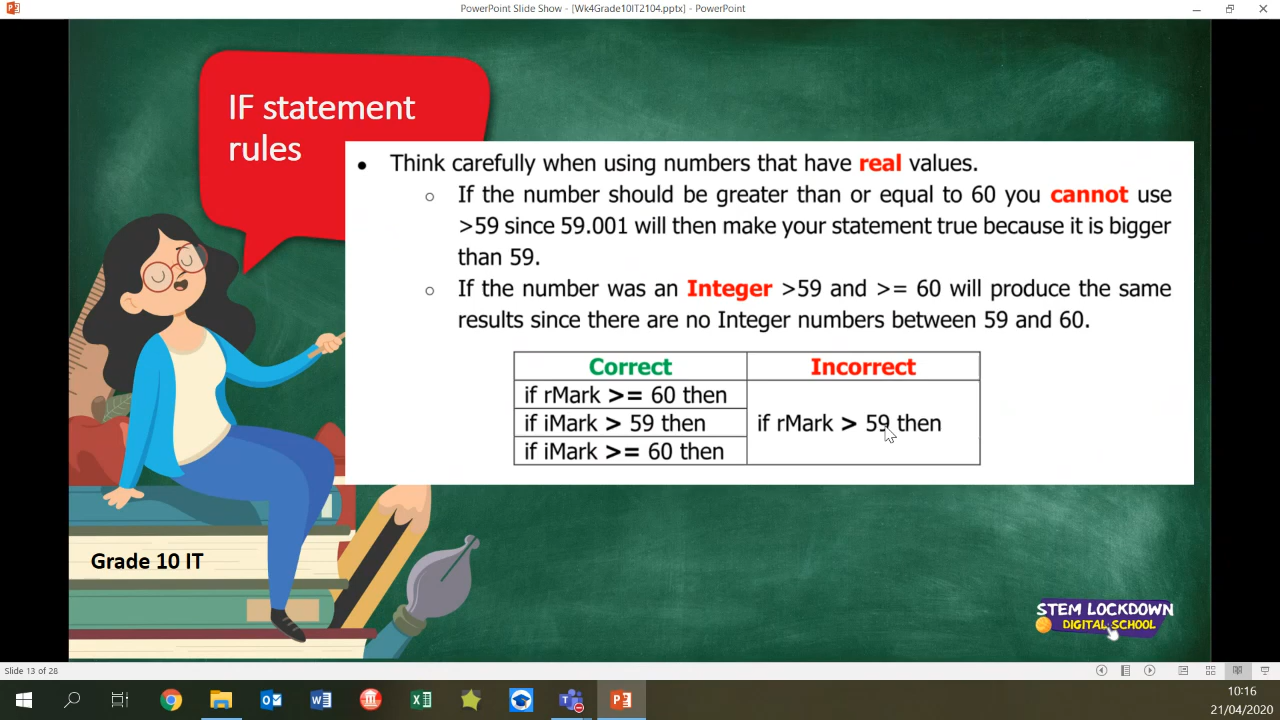 PowerPoint Slide Show - [Wk4Grade10IT2104.pptx] - PowerPoint
IF statement
rules
• Think carefully when using numbers that have real values.
o If the number should be greater than or equal to 60 you cannot use
>59 since 59.001 will then make your statement true because it is bigger
than 59.
o If the number was an Integer >59 and >= 60 will produce the same
results since there are no Integer numbers between 59 and 60.
Correct Incorrect
if rMark >= 60 then
if iMark > 59 then if rMark > 59 then
if iMark >= 60 then
Grade 10 IT
STEM LOCKDOWN
DIGITAL SCHOOL
Slide 13 of 28
10:16
21/04/2020